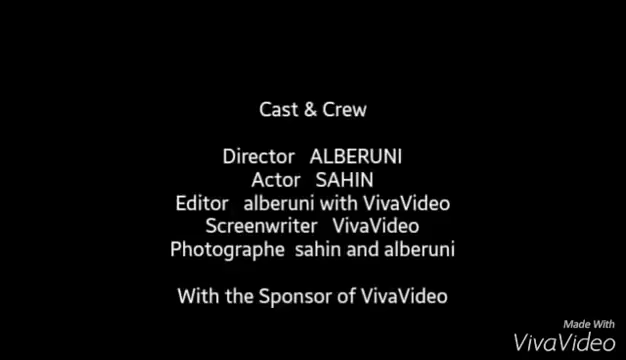 Cast & Crew
Director ALBERUNI
Actor SAHIN
Editor alberuni with VivaVideo
Screenwriter VivaVideo
Photographe sahin and alberuni
With the Sponsor of VivaVideo
Made With
VivaVideo